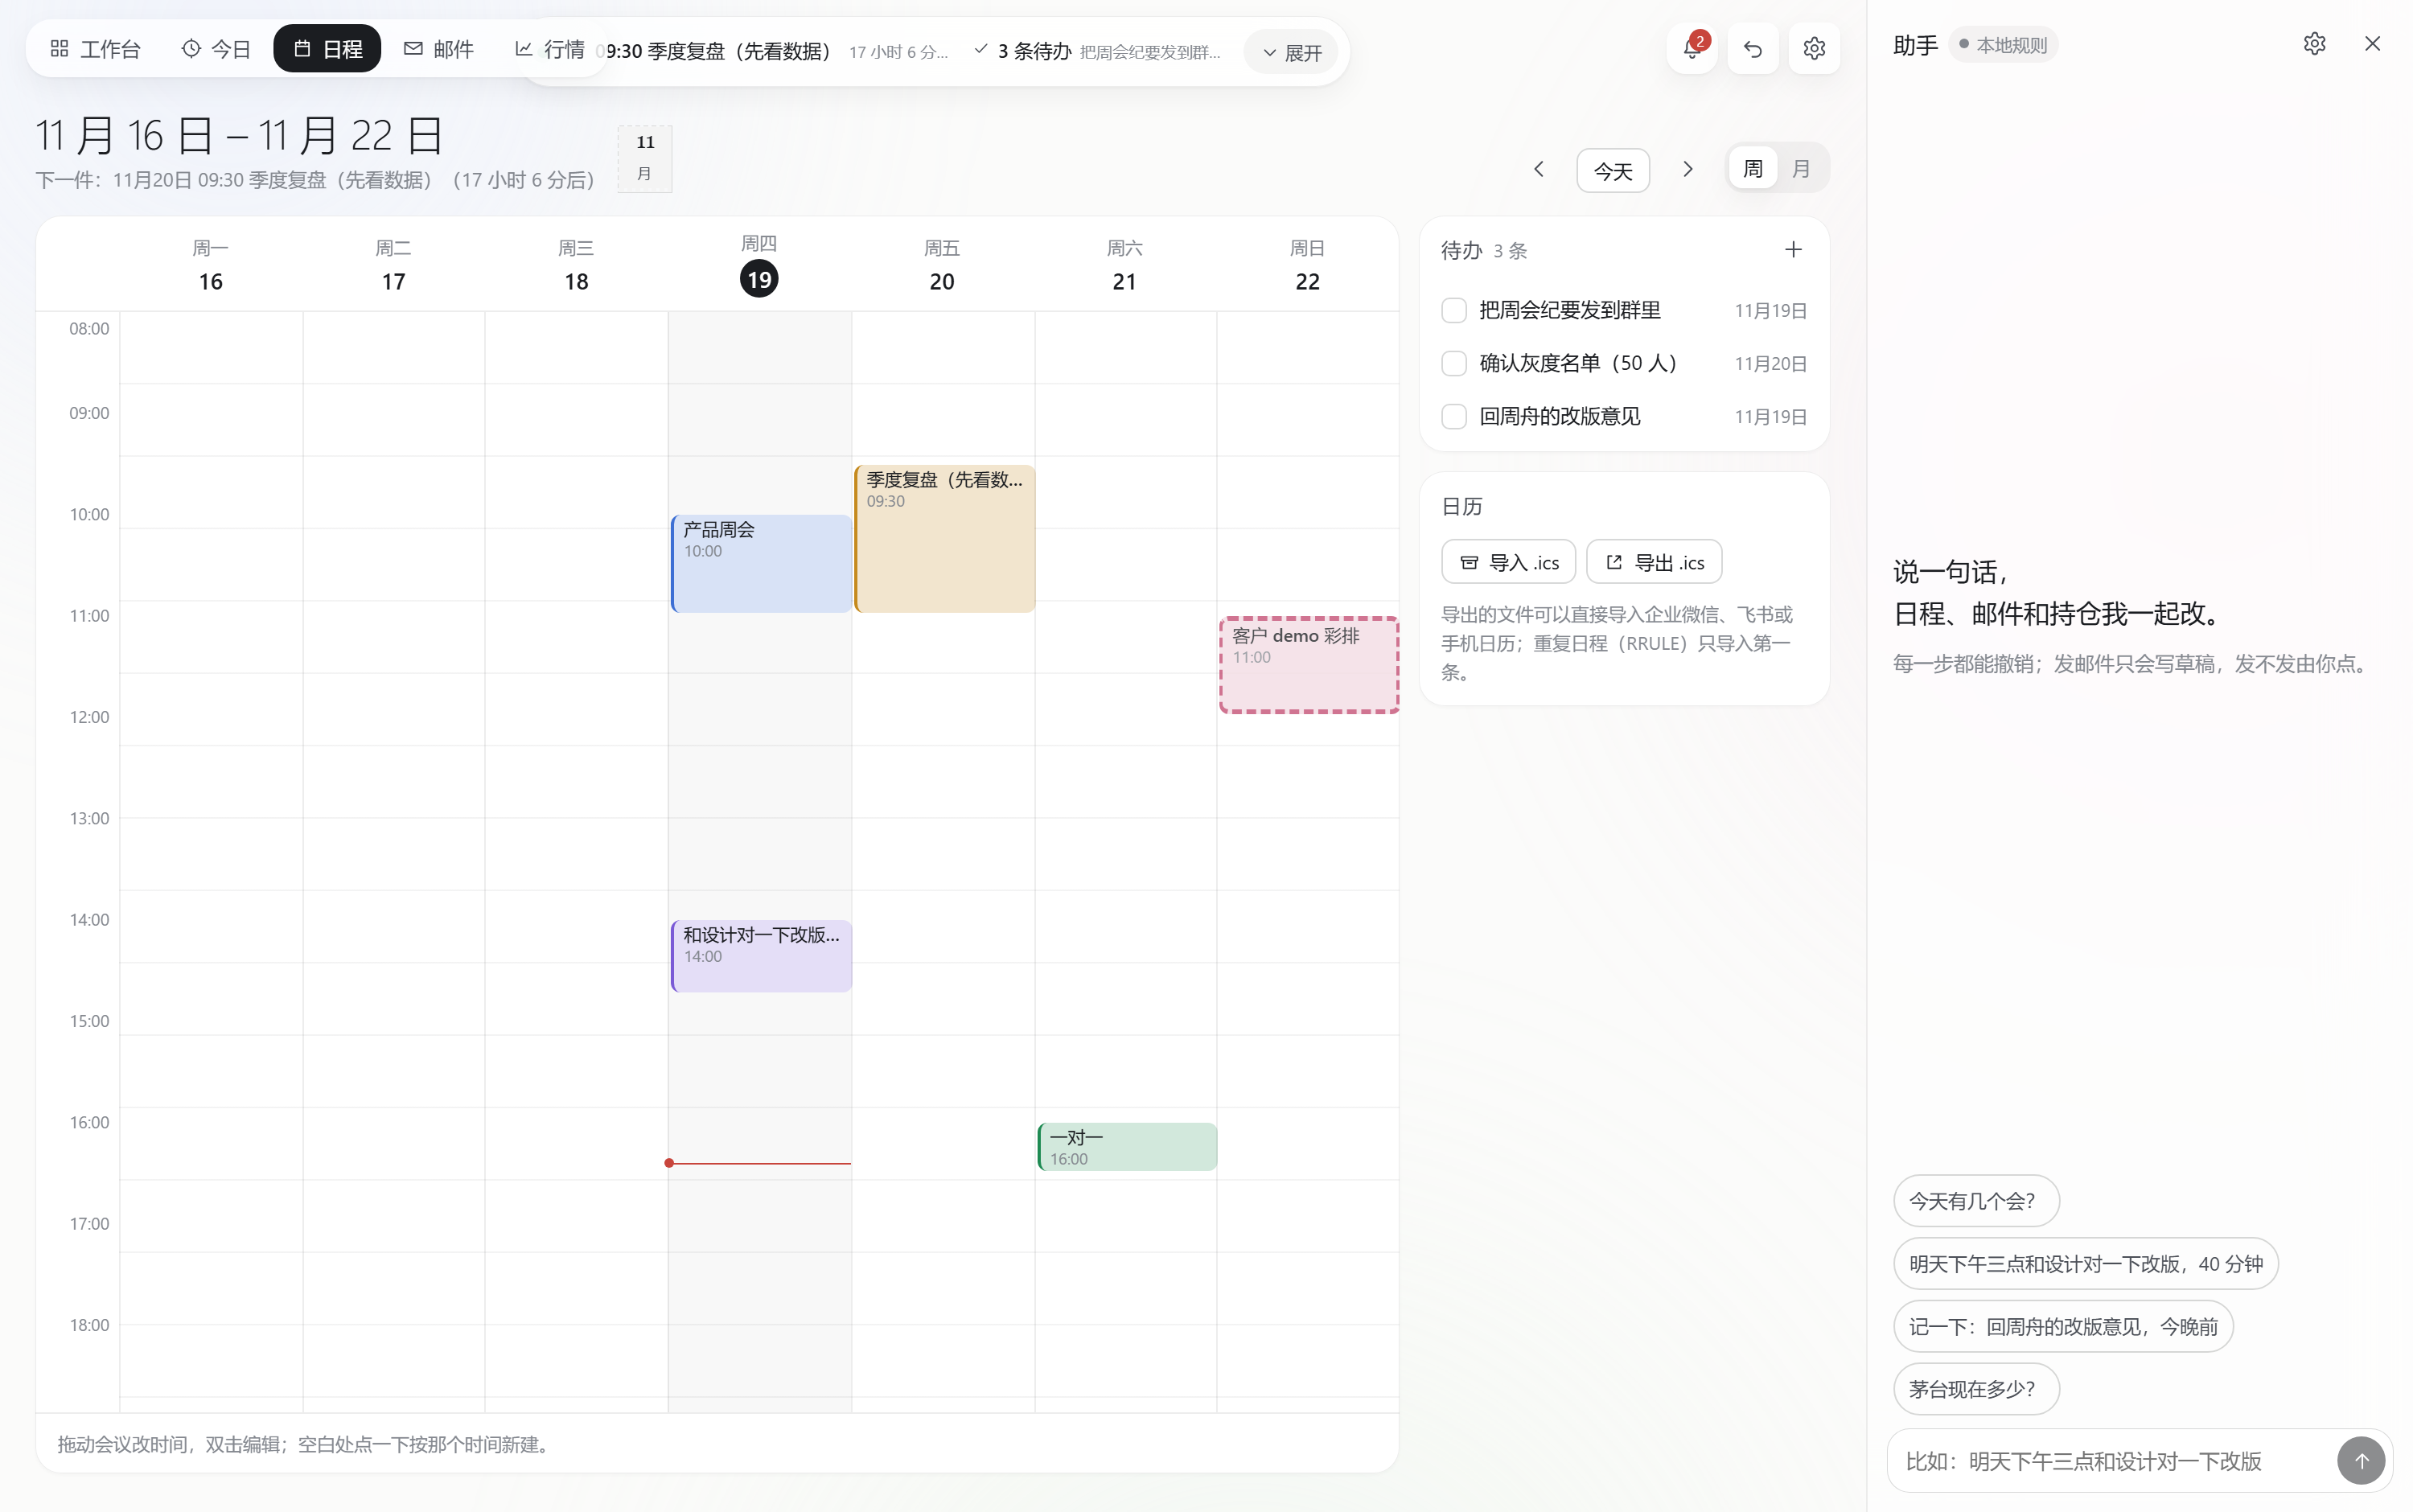 工作台
今日
日程
邮件
行情
9:30 季度复盘（先看数据） 17 小时 6 分...
3 条待办 把周会纪要发到群...
展开
2
助手
本地规则
11 月 16 日 – 11 月 22 日
下一件：11月20日 09:30 季度复盘（先看数据）（17 小时 6 分后）
11
月
今天
周
月
周一
16
周二
17
周三
18
周四
19
周五
20
周六
21
周日
22
08:00
09:00
10:00
11:00
12:00
13:00
14:00
15:00
16:00
17:00
18:00
季度复盘（先看数...
09:30
产品周会
10:00
客户 demo 彩排
11:00
和设计对一下改版...
14:00
一对一
16:00
拖动会议改时间，双击编辑；空白处点一下按那个时间新建。
待办 3 条
把周会纪要发到群里 11月19日
确认灰度名单（50 人） 11月20日
回周舟的改版意见 11月19日
日历
导入 .ics
导出 .ics
导出的文件可以直接导入企业微信、飞书或
手机日历；重复日程（RRULE）只导入第一
条。
说一句话，
日程、邮件和持仓我一起改。
每一步都能撤销；发邮件只会写草稿，发不发由你点。
今天有几个会？
明天下午三点和设计对一下改版，40 分钟
记一下：回周舟的改版意见，今晚前
茅台现在多少？
比如：明天下午三点和设计对一下改版